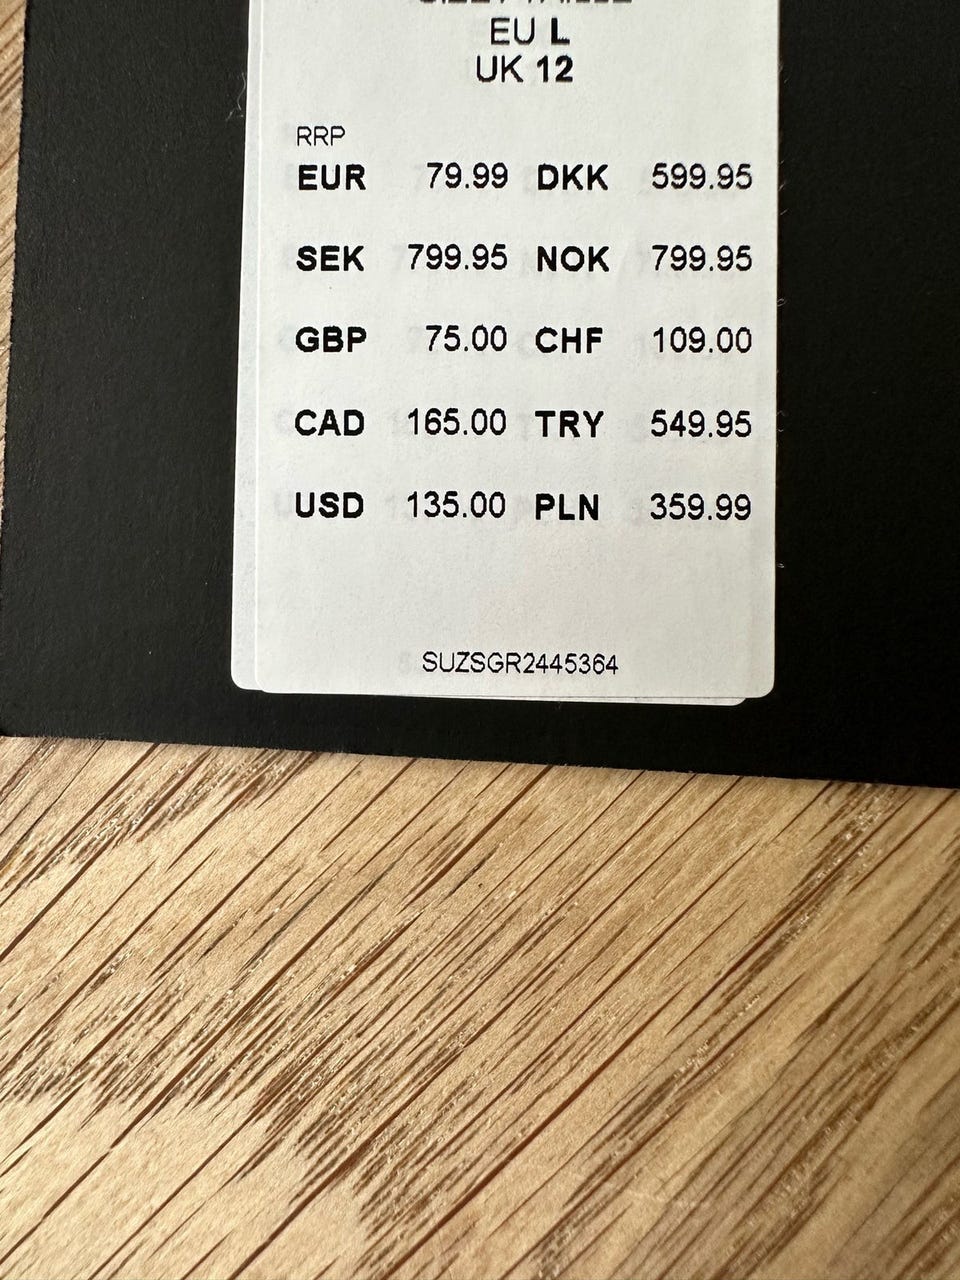 EU L
UK 12
RRP
EUR 79.99 DKK 599.95
SEK 799.95 NOK 799.95
GBP 75.00 CHF 109.00
CAD 165.00 TRY 549.95
USD 135.00 PLN 359.99
SUZSGR2445364